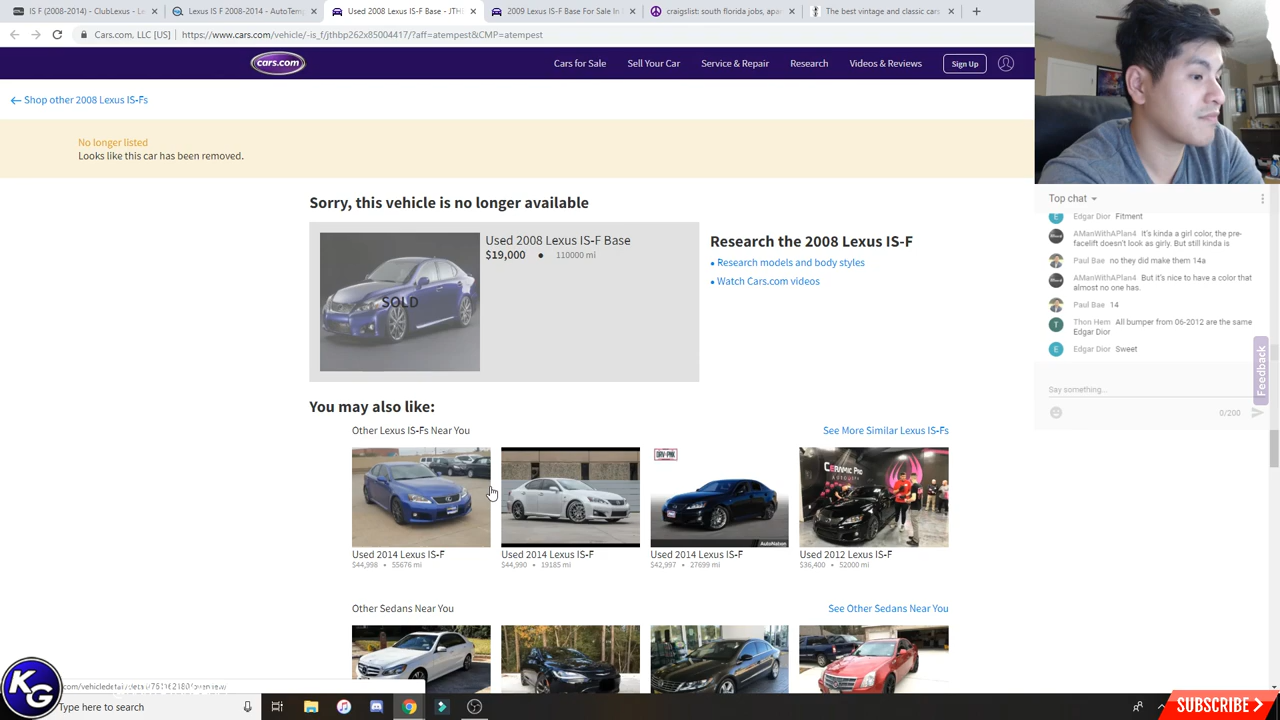 IS F (2008-2014) - ClubLexus - Le
Lexus IS F 2008-2014 - AutoTemp
Used 2008 Lexus IS-F Base - JTHB
2009 Lexus IS-F Base For Sale In
craigslist: south florida jobs, apar
The best vintage and classic cars
Cars.com, LLC [US] https://www.cars.com/vehicle/-is_f/jthbp262x85004417/?aff=atempest&CMP=atempest
cars.com
Cars for Sale Sell Your Car Service & Repair Research Videos & Reviews Sign Up
Shop other 2008 Lexus IS-Fs
No longer listed
Looks like this car has been removed.
Sorry, this vehicle is no longer available
SOLD
Used 2008 Lexus IS-F Base
$19,000 • 110000 mi
Research the 2008 Lexus IS-F
• Research models and body styles
• Watch Cars.com videos
You may also like:
Other Lexus IS-Fs Near You See More Similar Lexus IS-Fs
Used 2014 Lexus IS-F
$44,998 • 55676 mi
Used 2014 Lexus IS-F
$44,990 • 19185 mi
Used 2014 Lexus IS-F
$42,997 • 27699 mi
AutoNation
Ceramic Pro
Used 2012 Lexus IS-F
$36,400 • 52000 mi
Other Sedans Near You See Other Sedans Near You
Top chat
Edgar Dior Fitment
AManWithAPlan4 It's kinda a girl color, the pre-
facelift doesn't look as girly. But still kinda is
Paul Bae no they did make them 14a
AManWithAPlan4 But it's nice to have a color that
almost no one has.
Paul Bae 14
Thon Hem All bumper from 06-2012 are the same
Edgar Dior
Edgar Dior Sweet
Say something...
0/200
Feedback
KG
Type here to search
SUBSCRIBE